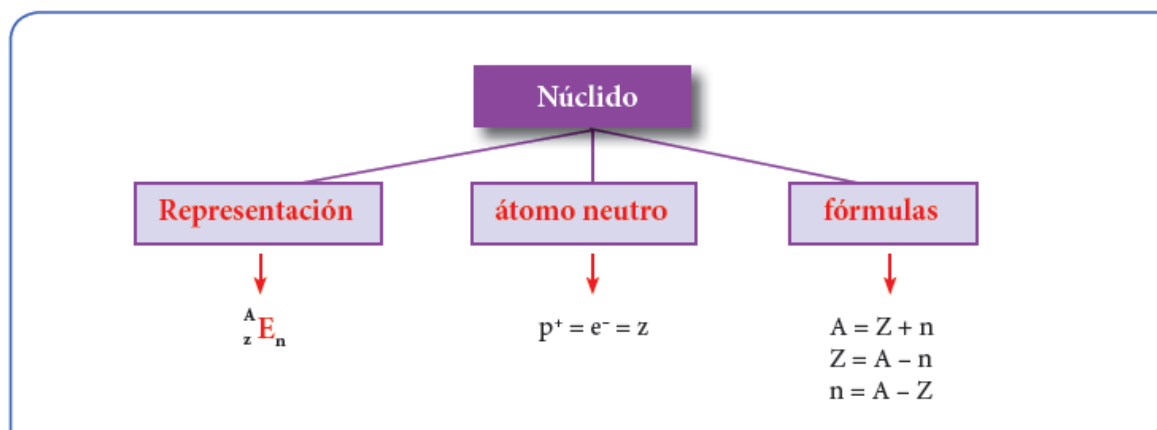 Núclido
Representación
átomo neutro
fórmulas
A
z E n
p⁺ = e⁻ = z
A = Z + n
Z = A – n
n = A – Z